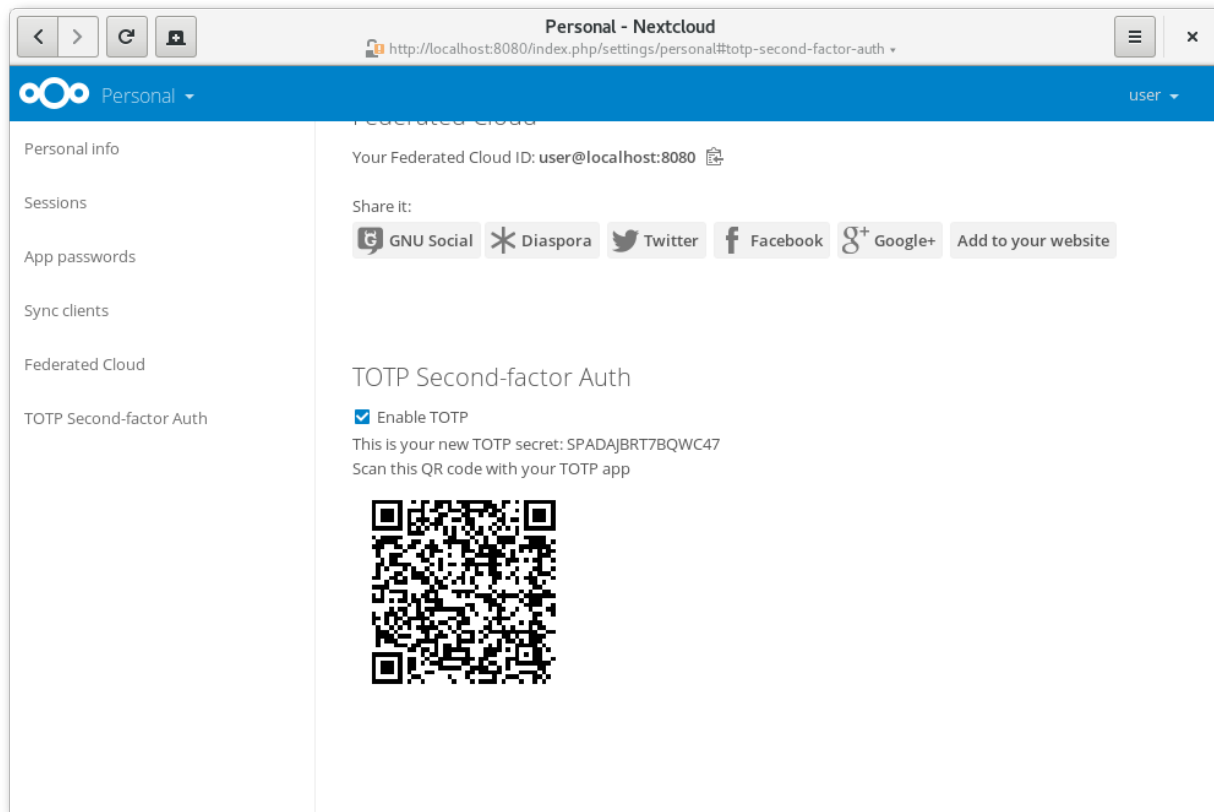 Personal - Nextcloud
http://localhost:8080/index.php/settings/personal#totp-second-factor-auth
Personal
user
Personal info
Sessions
App passwords
Sync clients
Federated Cloud
TOTP Second-factor Auth
Federated Cloud
Your Federated Cloud ID: user@localhost:8080
Share it:
GNU Social Diaspora Twitter Facebook Google+ Add to your website
TOTP Second-factor Auth
Enable TOTP
This is your new TOTP secret: SPADAJBRT7BQWC47
Scan this QR code with your TOTP app